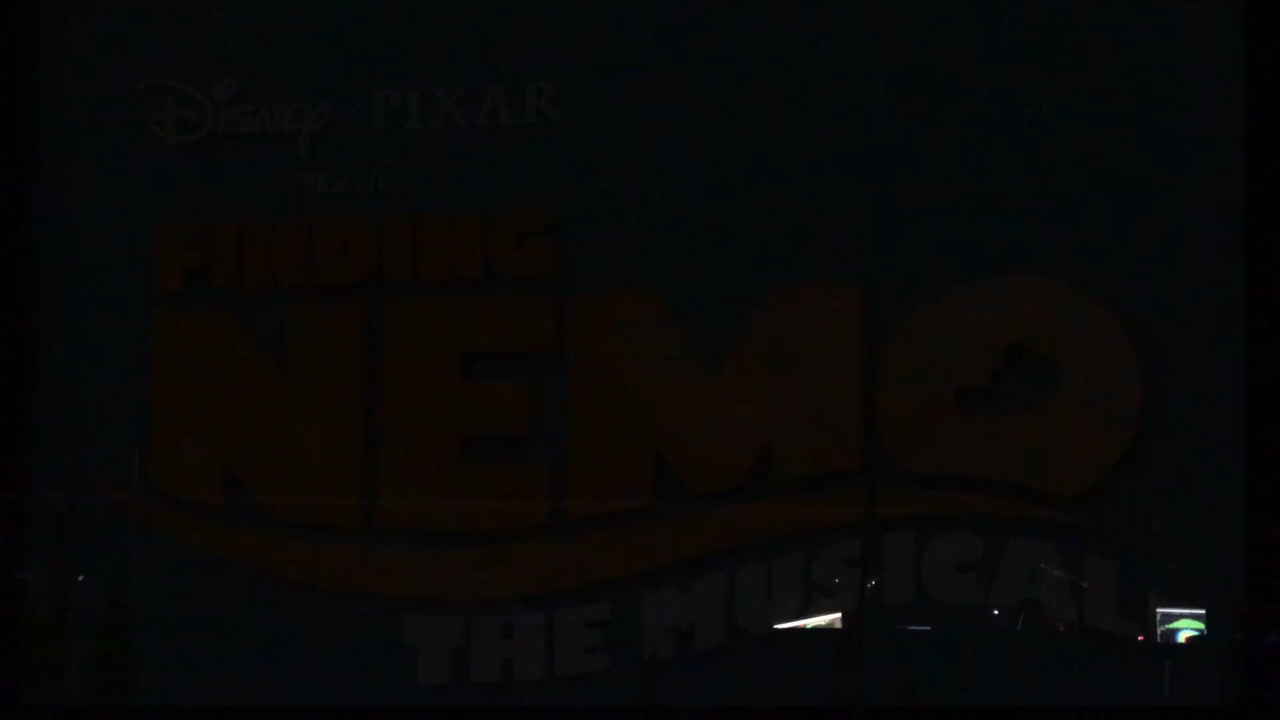 Disney · PIXAR
PRESENTS
FINDING
NEMO
THE MUSICAL